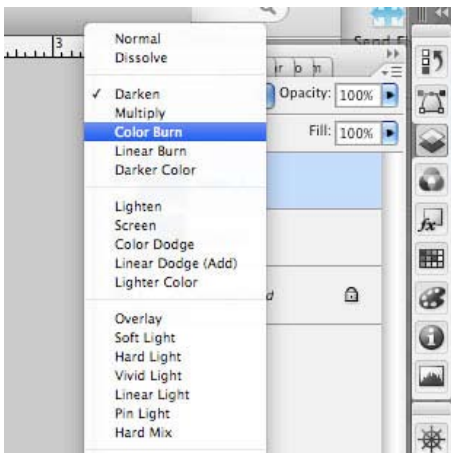 3
Normal
Dissolve
Darken
Opacity: 100%
Multiply
Color Burn
Fill: 100%
Linear Burn
Darker Color
Lighten
Screen
Color Dodge
Linear Dodge (Add)
Lighter Color
Overlay
Soft Light
Hard Light
Vivid Light
Linear Light
Pin Light
Hard Mix
fx